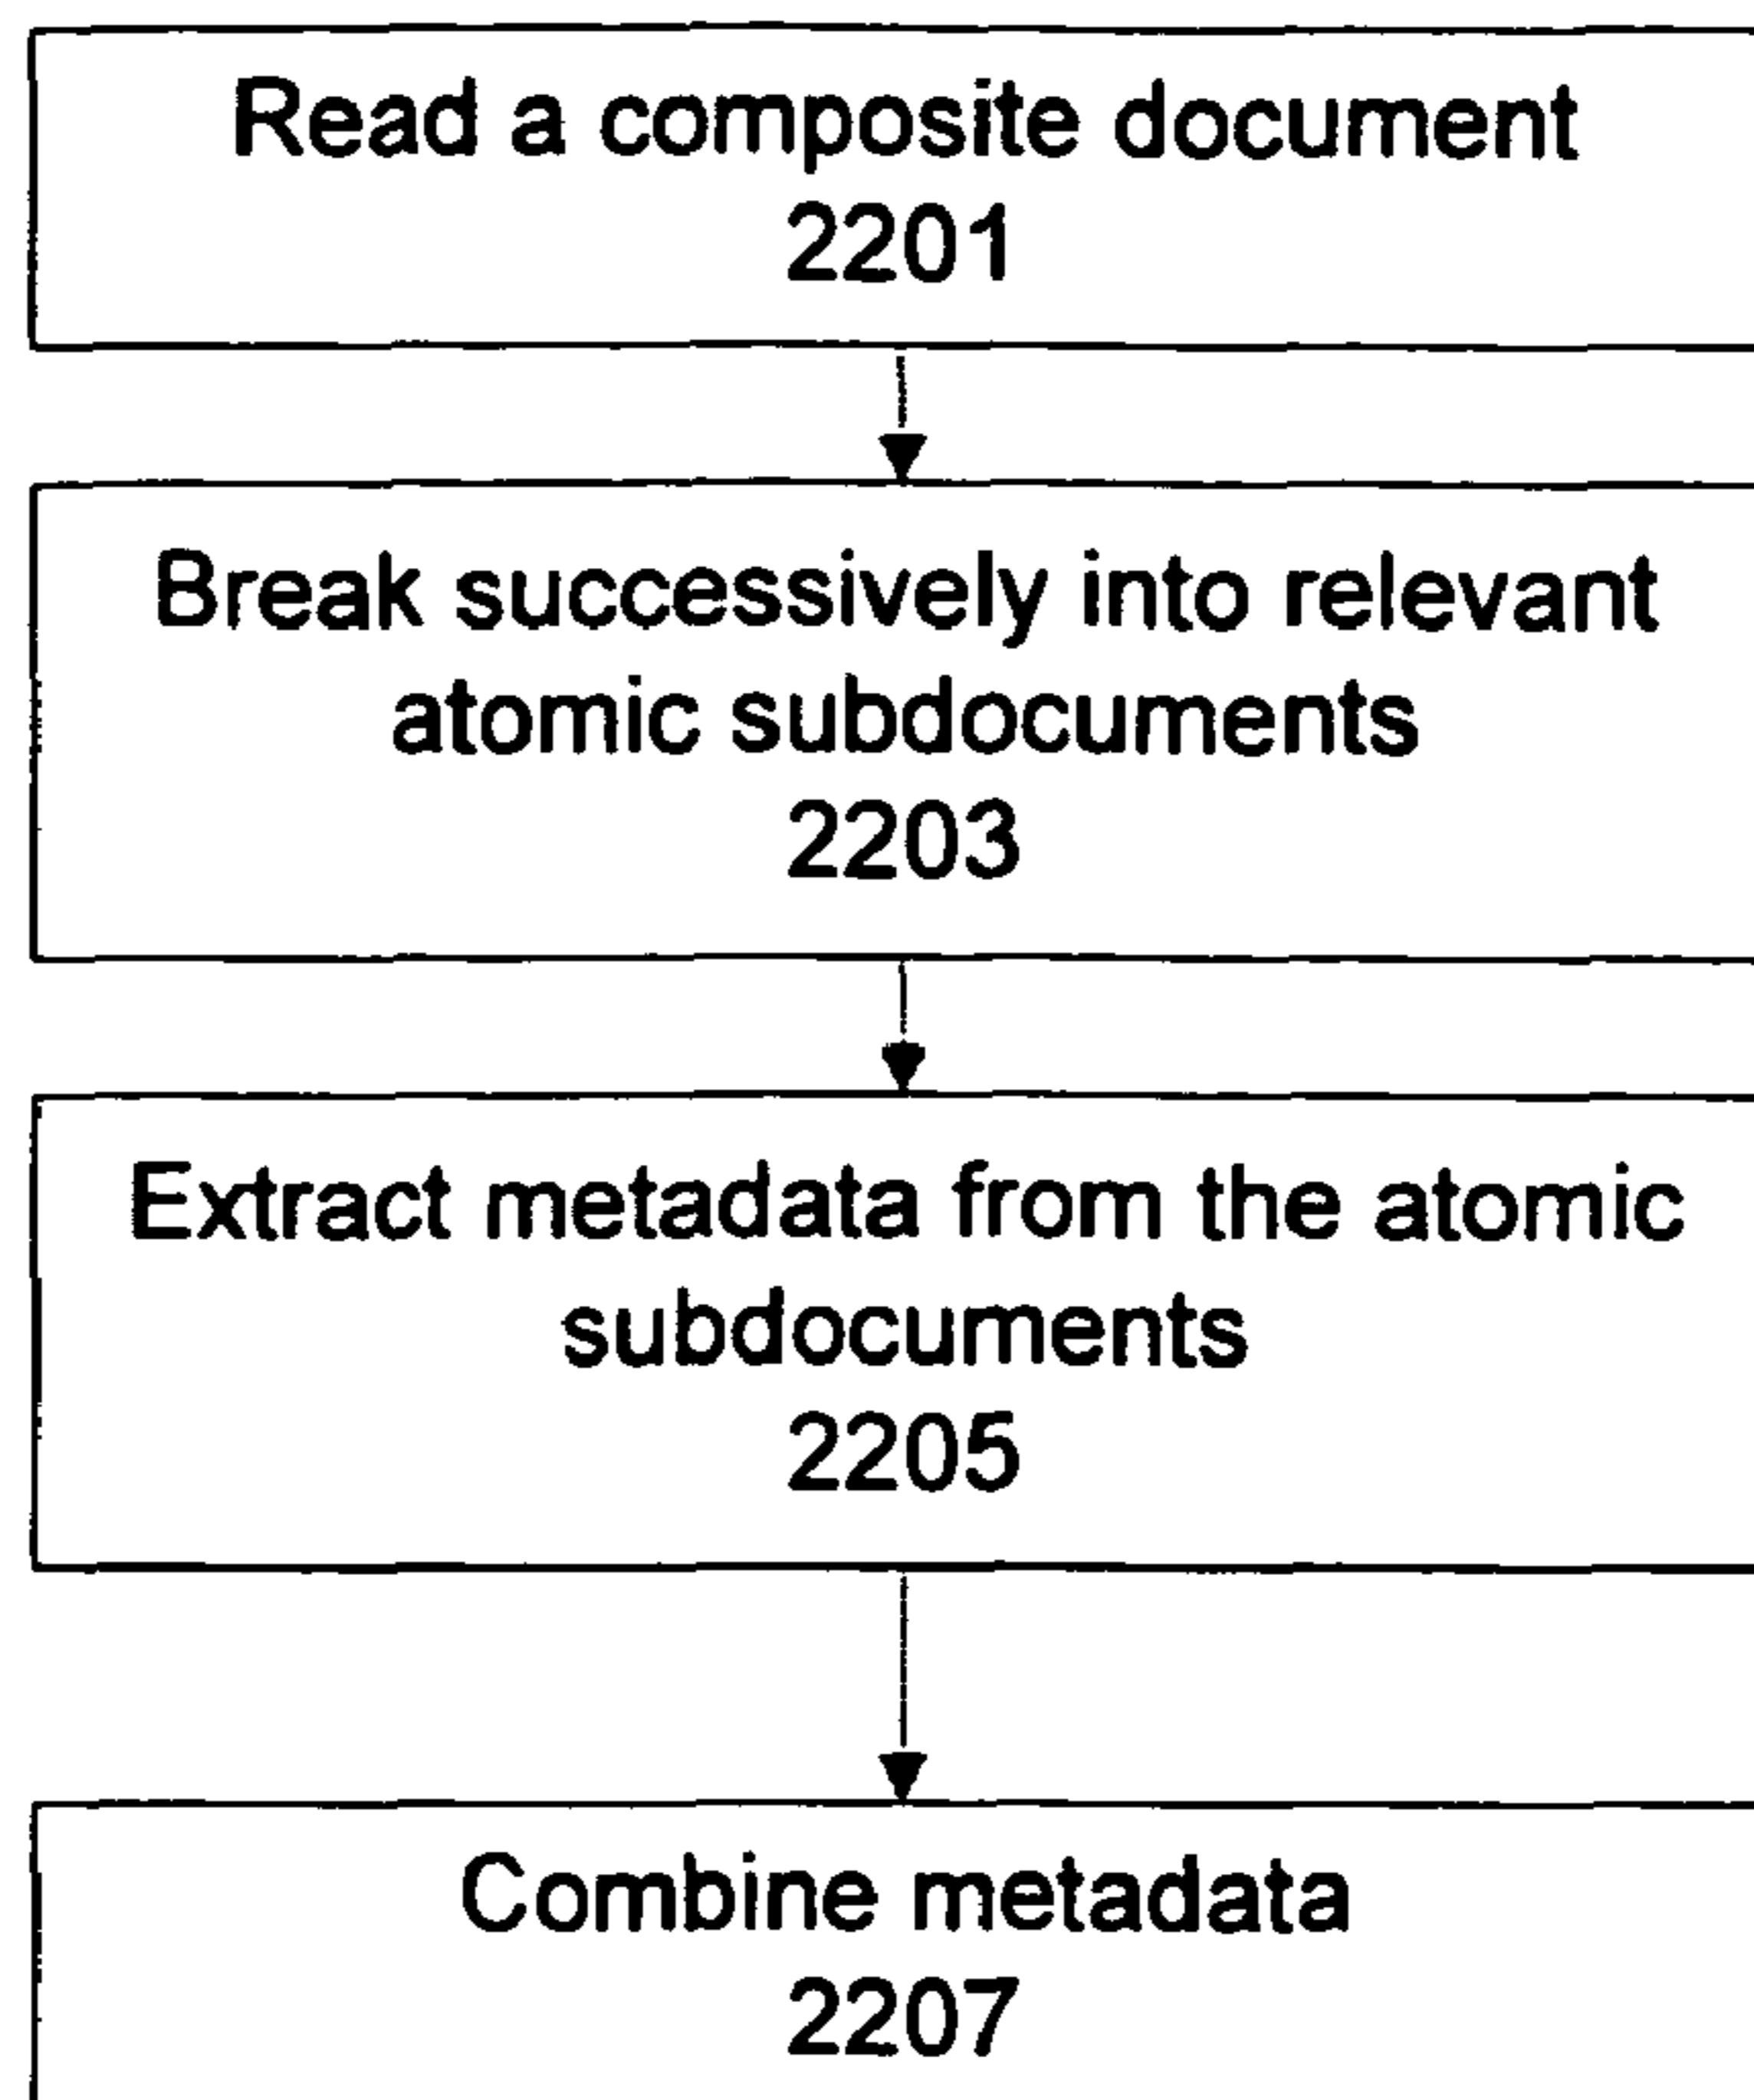 Read a composite document
2201
Break successively into relevant
atomic subdocuments
2203
Extract metadata from the atomic
subdocuments
2205
Combine metadata
2207